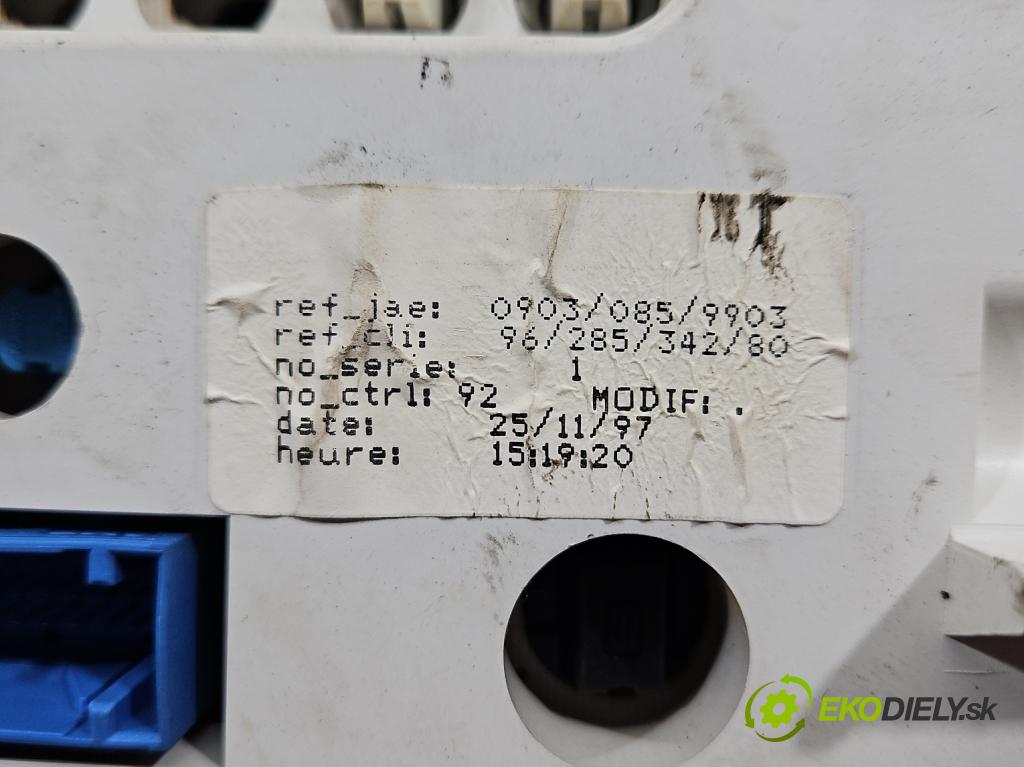 ref_jae: 0903/085/9903
ref_cli: 96/285/342/80
no_serie: 1
no_ctrl: 92 MODIF: .
date: 25/11/97
heure: 15:19:20
EKODIELY.sk